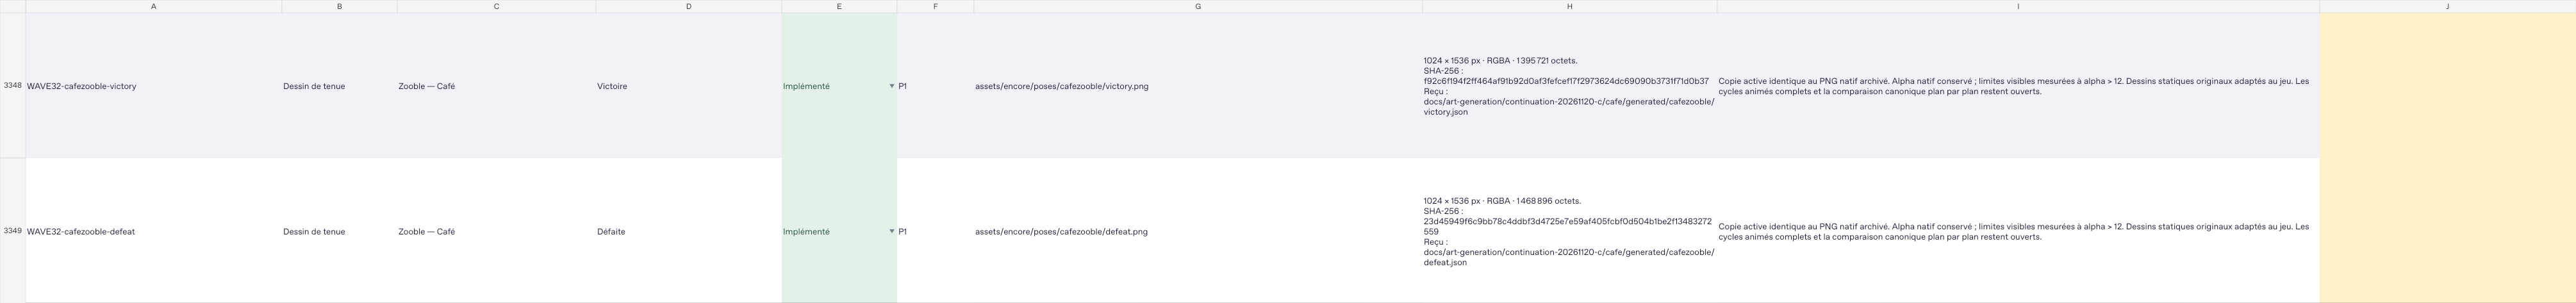 A B C D E F G H I J
3348 WAVE32-cafezooble-victory Dessin de tenue Zooble — Café Victoire Implémenté P1 assets/encore/poses/cafezooble/victory.png
1024 × 1536 px · RGBA · 1 395 721 octets.
SHA-256 :
f92c6f194f2ff464af91b92d0af3fefcef17f2973624dc69090b3731f71d0b37
Reçu :
docs/art-generation/continuation-20261120-c/cafe/generated/cafezooble/
victory.json
Copie active identique au PNG natif archivé. Alpha natif conservé ; limites visibles mesurées à alpha > 12. Dessins statiques originaux adaptés au jeu. Les
cycles animés complets et la comparaison canonique plan par plan restent ouverts.
3349 WAVE32-cafezooble-defeat Dessin de tenue Zooble — Café Défaite Implémenté P1 assets/encore/poses/cafezooble/defeat.png
1024 × 1536 px · RGBA · 1 468 896 octets.
SHA-256 :
23d45949f6c9bb78c4ddbf3d4725e7e59af405fcbf0d504b1be2f13483272
559
Reçu :
docs/art-generation/continuation-20261120-c/cafe/generated/cafezooble/
defeat.json
Copie active identique au PNG natif archivé. Alpha natif conservé ; limites visibles mesurées à alpha > 12. Dessins statiques originaux adaptés au jeu. Les
cycles animés complets et la comparaison canonique plan par plan restent ouverts.